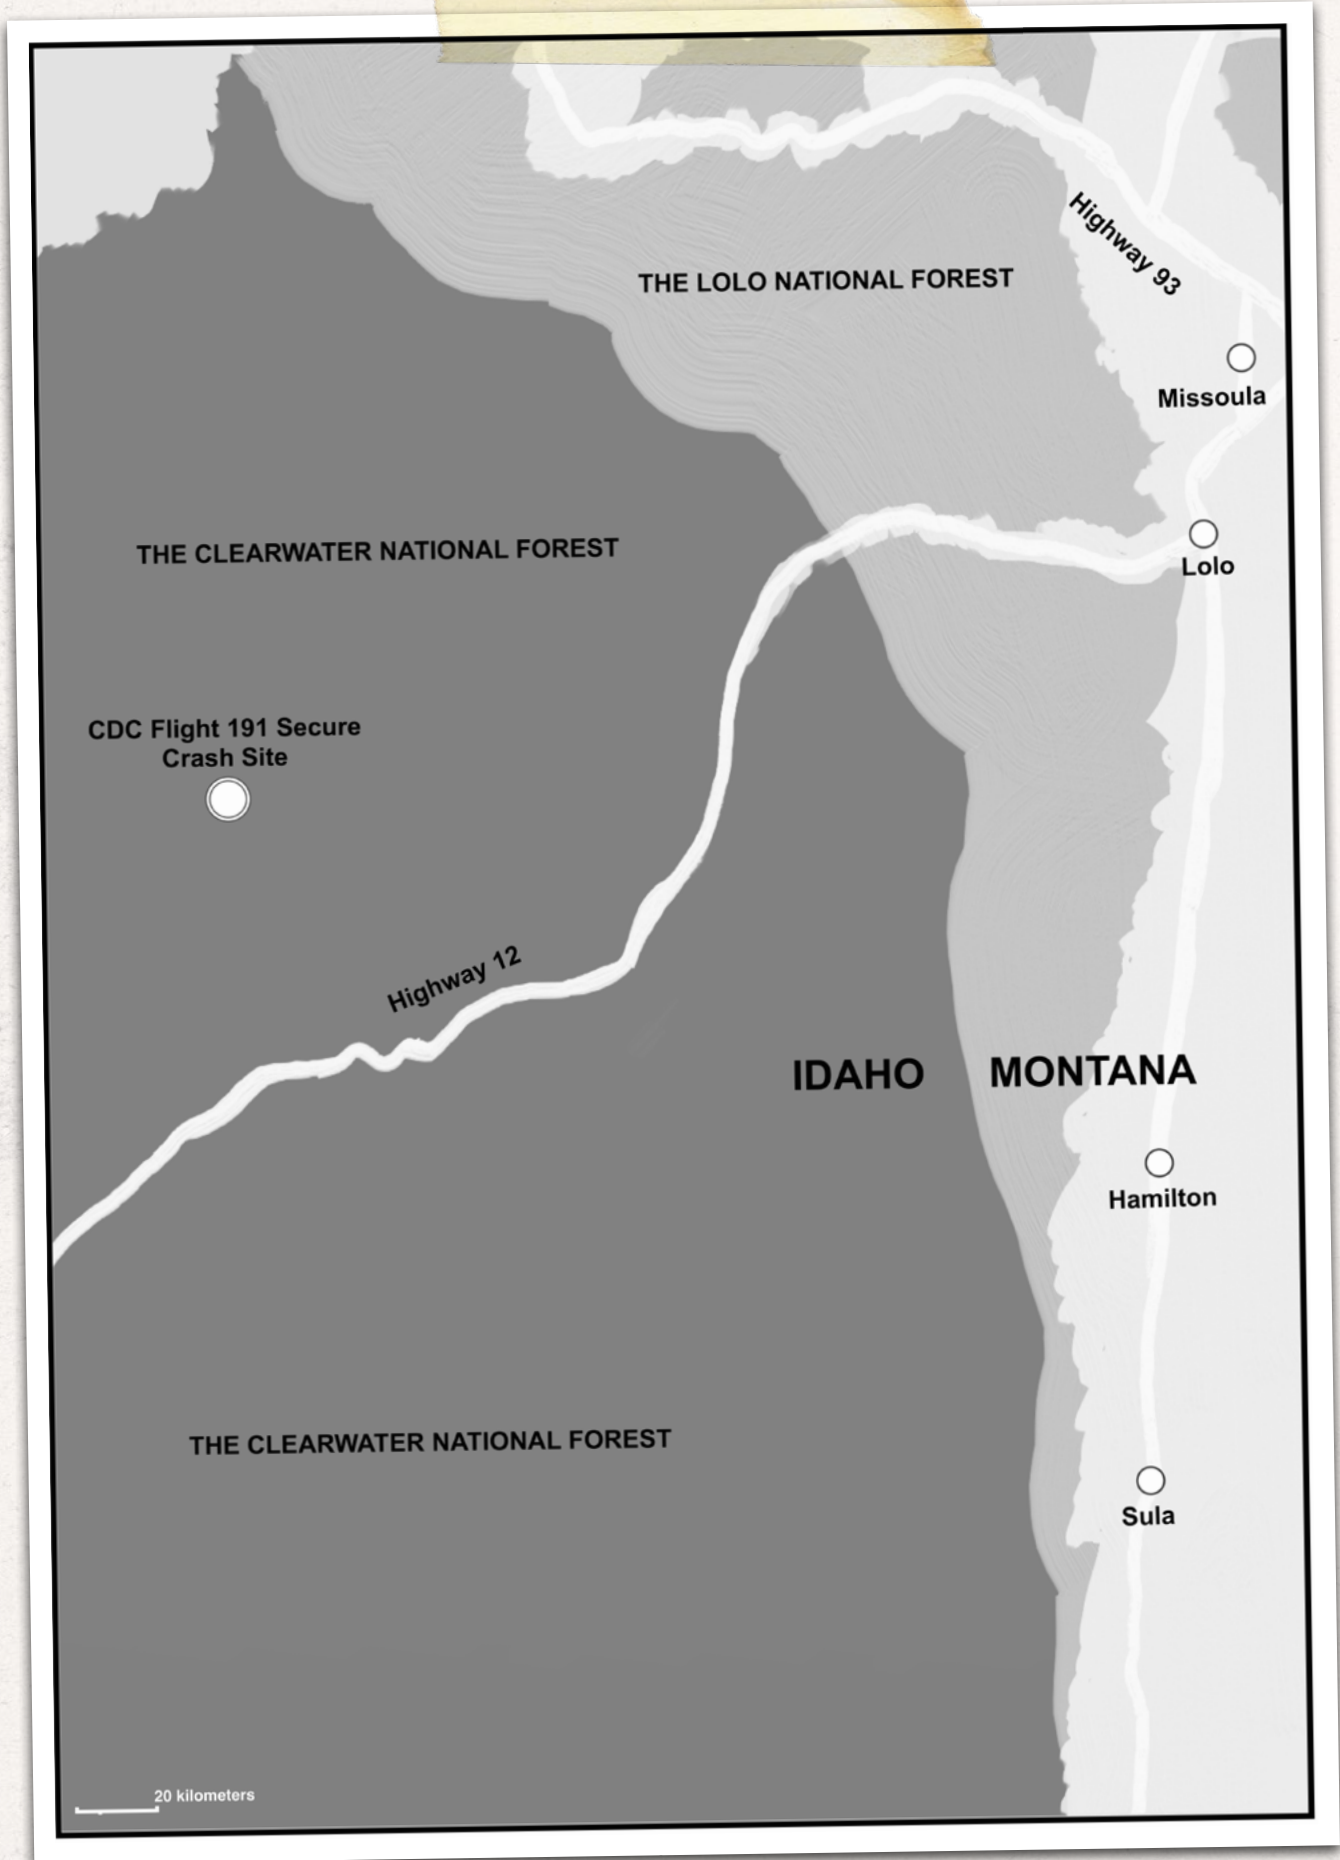 THE LOLO NATIONAL FOREST
Highway 93
Missoula
THE CLEARWATER NATIONAL FOREST
Lolo
CDC Flight 191 Secure
Crash Site
Highway 12
IDAHO
MONTANA
Hamilton
THE CLEARWATER NATIONAL FOREST
Sula
20 kilometers